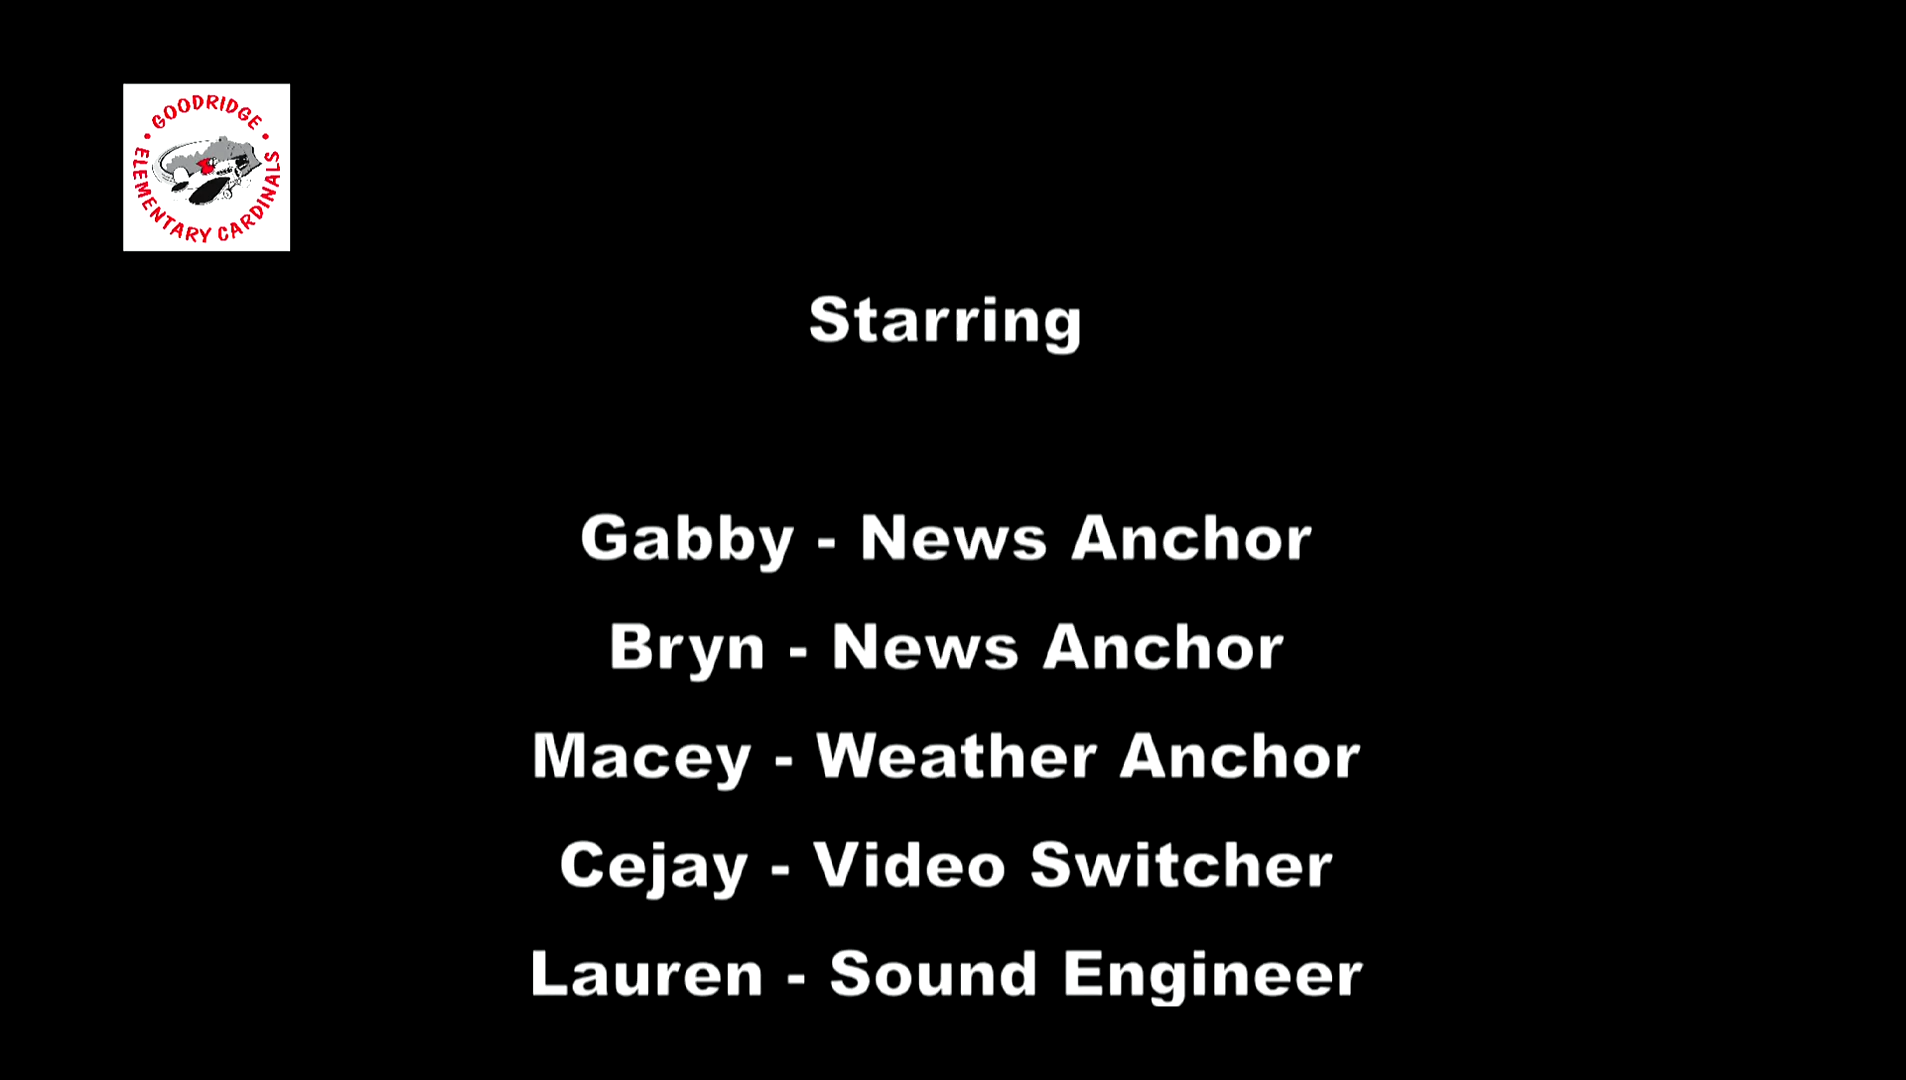 GOODRIDGE
ELEMENTARY CARDINALS
Starring
Gabby - News Anchor
Bryn - News Anchor
Macey - Weather Anchor
Cejay - Video Switcher
Lauren - Sound Engineer